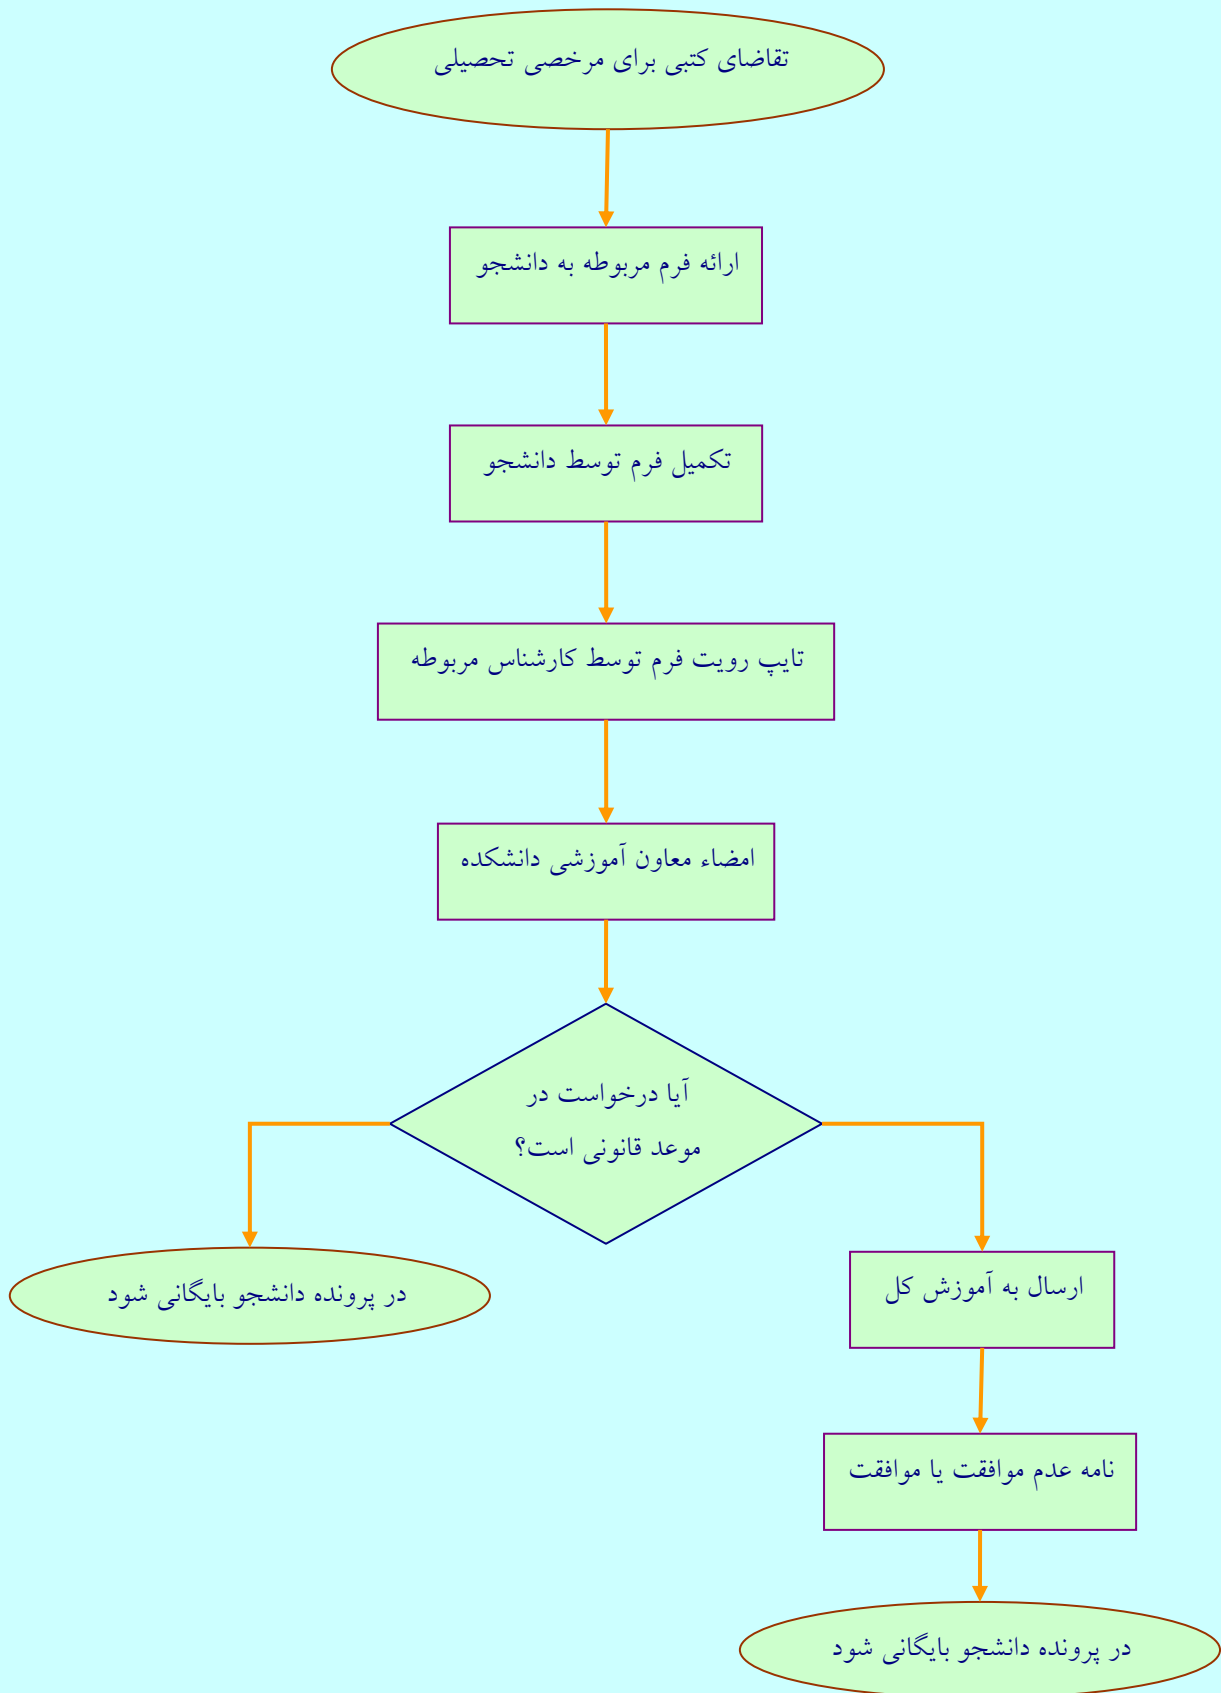 تقاضای کتبی برای مرخصی تحصیلی
ارائه فرم مربوطه به دانشجو
تکمیل فرم توسط دانشجو
تایپ رویت فرم توسط کارشناس مربوطه
امضاء معاون آموزشی دانشکده
آیا درخواست در
موعد قانونی است؟
ارسال به آموزش کل
در پرونده دانشجو بایگانی شود
نامه عدم موافقت یا موافقت
در پرونده دانشجو بایگانی شود